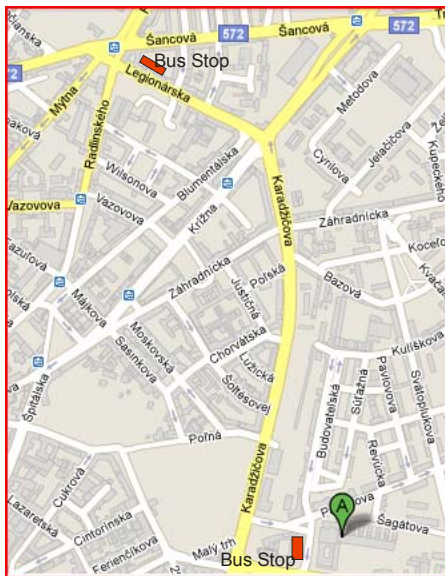 Šancová
572
Šancová
572
Bus Stop
Legionárska
Mýtna
Radlinského
Metodova
Jelačičova
Kupeckého
Cyrilova
Blumentálska
Wilsonova
Karadžičova
Vazovova
Vazovova
Krížna
Záhradnícka
Záhradnícka
Poľská
Bazová
Justičná
Májkova
Moskovská
Sasinkova
Chorvátska
Lužická
Šoltésovej
Kulíškova
Budovateľská
Súťažná
Pavlovova
Svätoplukova
Špitálska
Poľná
Karadžičova
Revúcka
Cukrová
A
Šagátova
Lazaretská
Cintorínska
Ferienčíkova
Malý trh
Bus Stop